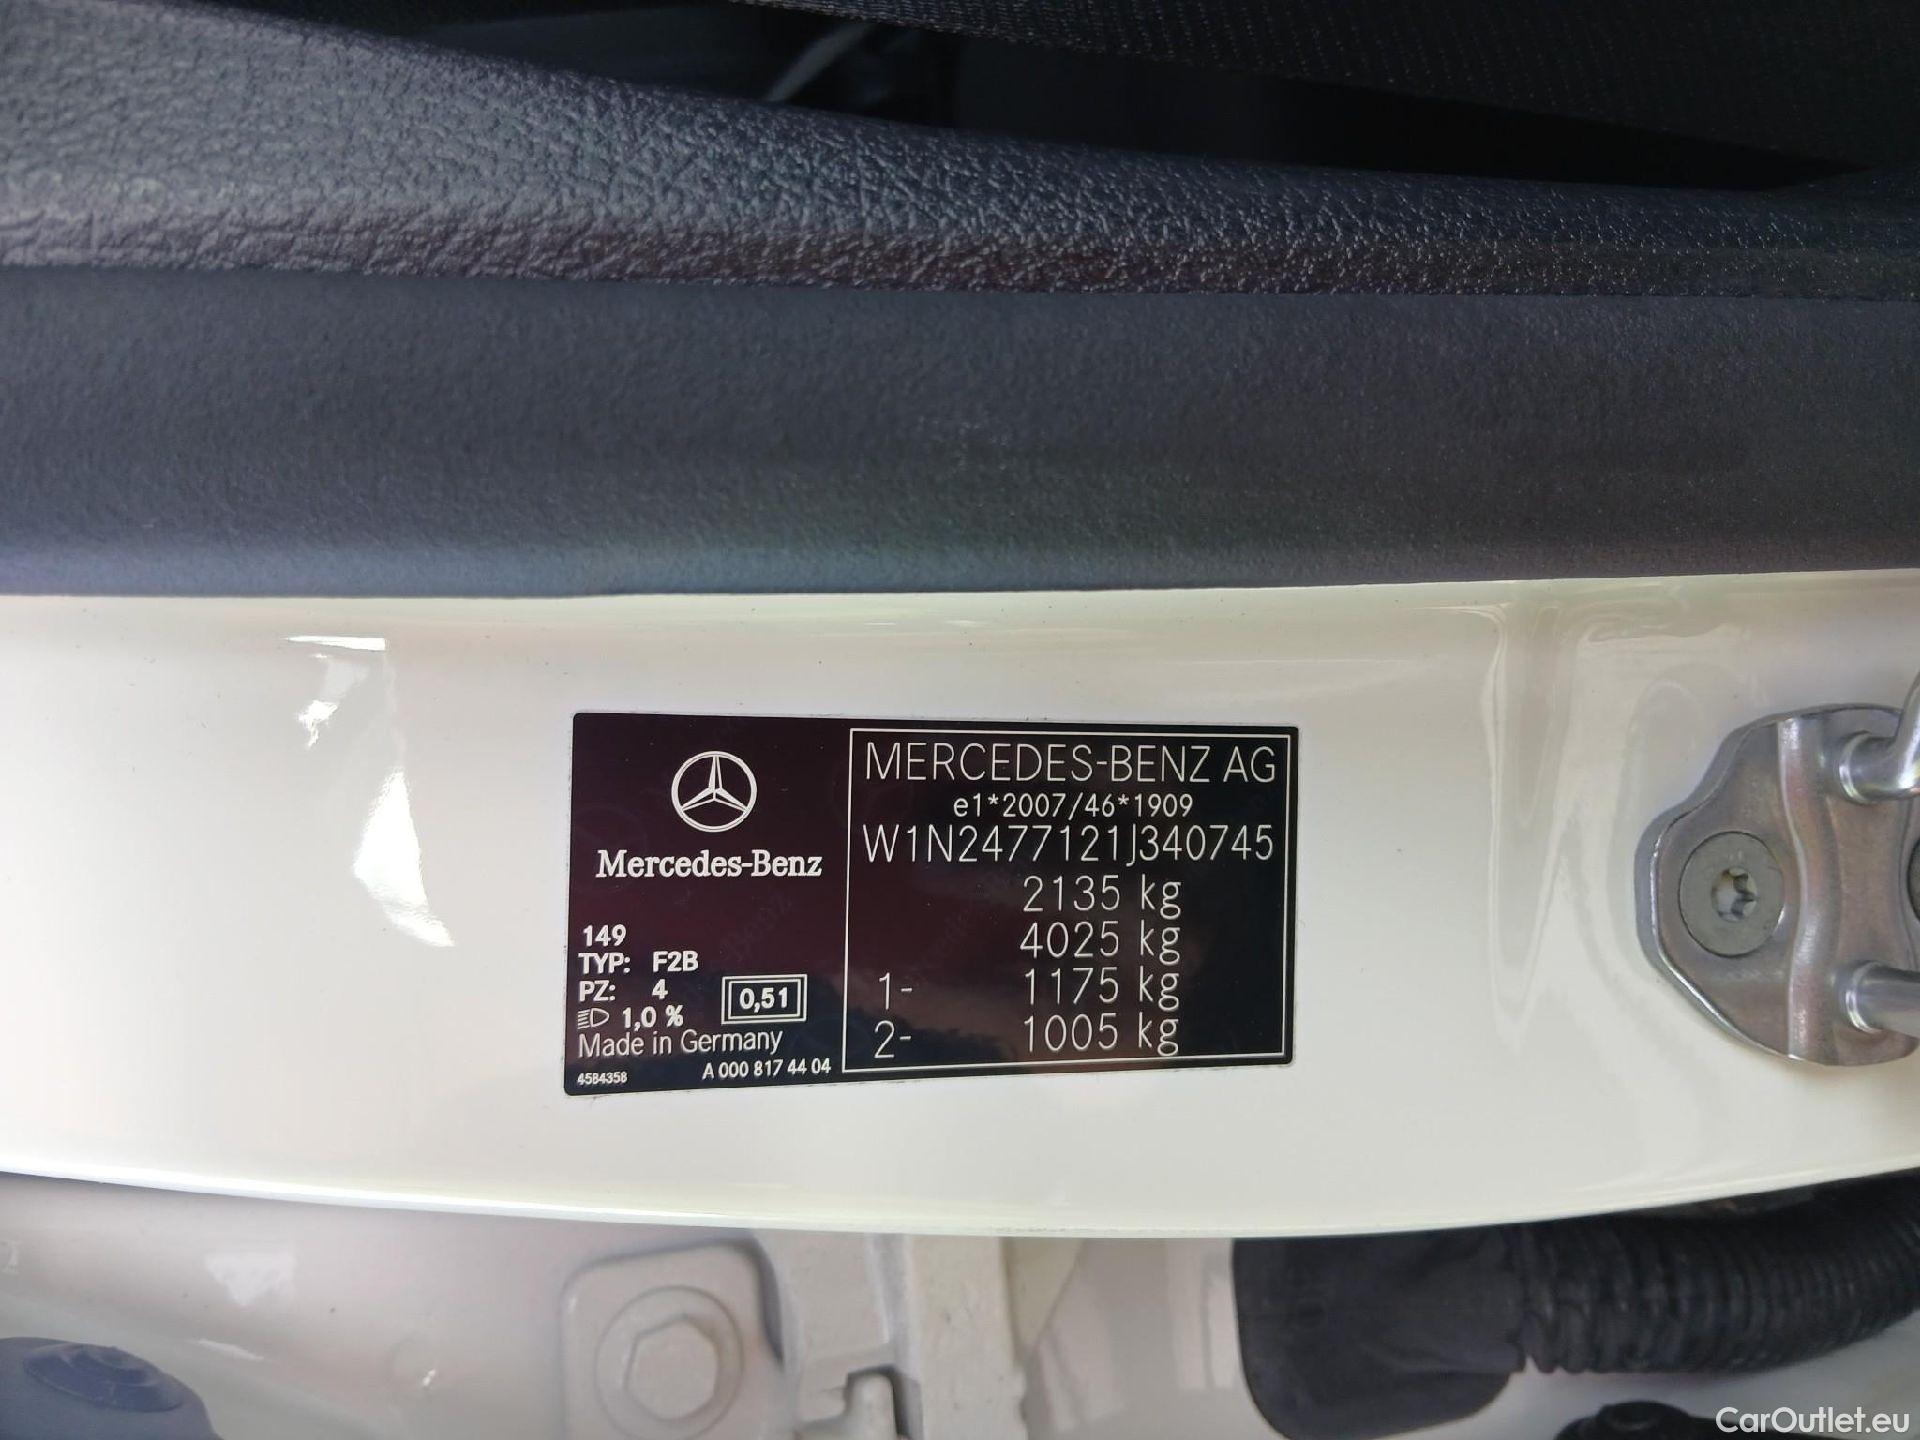 MERCEDES-BENZ AG
e1*2007/46*1909
W1N2477121J340745
2135 kg
4025 kg
1- 1175 kg
2- 1005 kg
Mercedes-Benz
149
TYP: F2B
PZ: 4
0,51
1,0 %
Made in Germany
45B4358
A 000 817 44 04
CarOutlet.eu